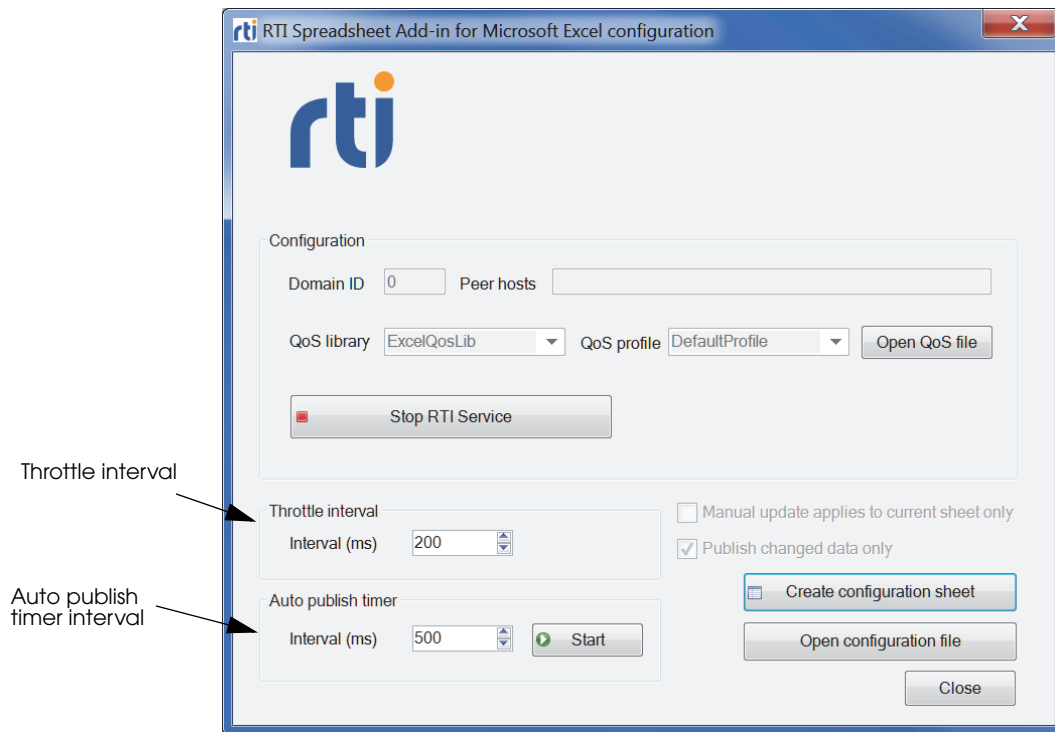 rti RTI Spreadsheet Add-in for Microsoft Excel configuration
rti
Configuration
Domain ID 0 Peer hosts
QoS library ExcelQosLib QoS profile DefaultProfile Open QoS file
Stop RTI Service
Throttle interval
Throttle interval
Manual update applies to current sheet only
Interval (ms) 200
Publish changed data only
Create configuration sheet
Auto publish
timer interval
Auto publish timer
Interval (ms) 500 Start
Open configuration file
Close